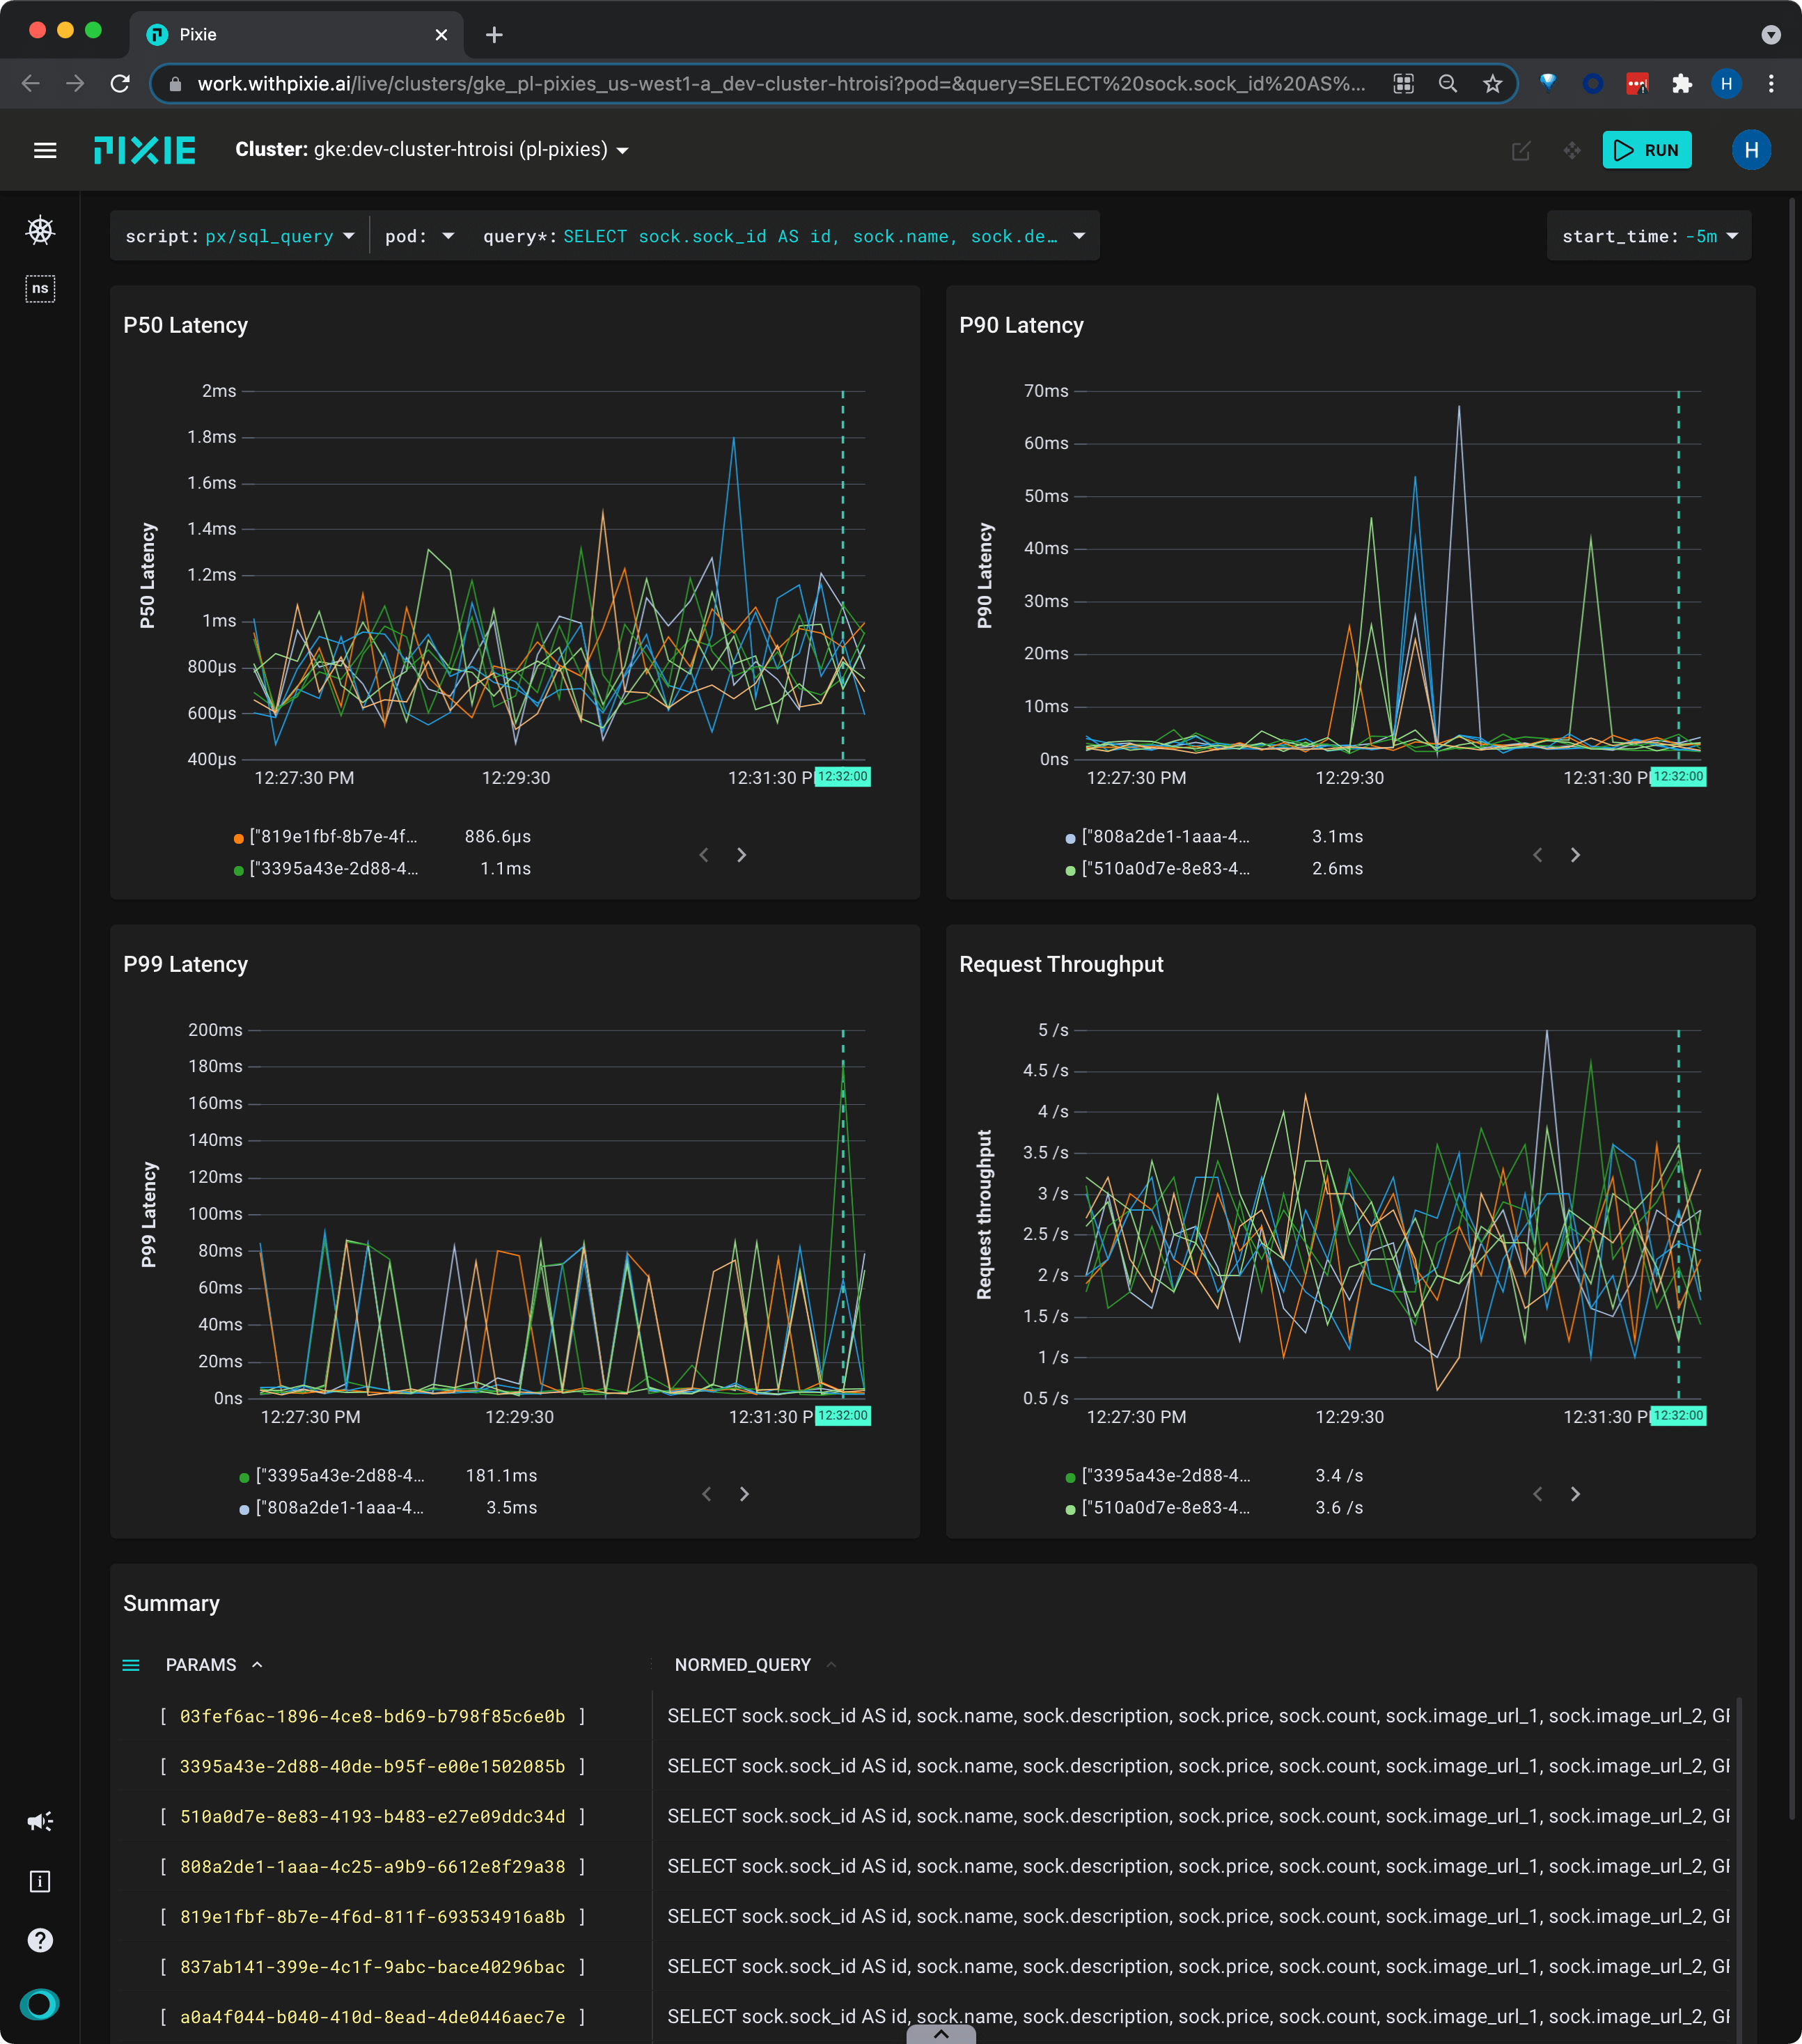 Pixie
work.withpixie.ai/live/clusters/gke_pl-pixies_us-west1-a_dev-cluster-htroisi?pod=&query=SELECT%20sock.sock_id%20AS%...
H
PIXIE
Cluster: gke:dev-cluster-htroisi (pl-pixies)
RUN
H
ns
script: px/sql_query
pod:
query*: SELECT sock.sock_id AS id, sock.name, sock.de...
start_time: -5m
P50 Latency
P50 Latency
2ms
1.8ms
1.6ms
1.4ms
1.2ms
1ms
800µs
600µs
400µs
12:27:30 PM 12:29:30 12:31:30 P 12:32:00
["819e1fbf-8b7e-4f... 886.6µs
["3395a43e-2d88-4... 1.1ms
P90 Latency
P90 Latency
70ms
60ms
50ms
40ms
30ms
20ms
10ms
0ns
12:27:30 PM 12:29:30 12:31:30 P 12:32:00
["808a2de1-1aaa-4... 3.1ms
["510a0d7e-8e83-4... 2.6ms
P99 Latency
P99 Latency
200ms
180ms
160ms
140ms
120ms
100ms
80ms
60ms
40ms
20ms
0ns
12:27:30 PM 12:29:30 12:31:30 P 12:32:00
["3395a43e-2d88-4... 181.1ms
["808a2de1-1aaa-4... 3.5ms
Request Throughput
Request throughput
5 /s
4.5 /s
4 /s
3.5 /s
3 /s
2.5 /s
2 /s
1.5 /s
1 /s
0.5 /s
12:27:30 PM 12:29:30 12:31:30 P 12:32:00
["3395a43e-2d88-4... 3.4 /s
["510a0d7e-8e83-4... 3.6 /s
Summary
PARAMS NORMED_QUERY
[ 03fef6ac-1896-4ce8-bd69-b798f85c6e0b ] SELECT sock.sock_id AS id, sock.name, sock.description, sock.price, sock.count, sock.image_url_1, sock.image_url_2, GF
[ 3395a43e-2d88-40de-b95f-e00e1502085b ] SELECT sock.sock_id AS id, sock.name, sock.description, sock.price, sock.count, sock.image_url_1, sock.image_url_2, GF
[ 510a0d7e-8e83-4193-b483-e27e09ddc34d ] SELECT sock.sock_id AS id, sock.name, sock.description, sock.price, sock.count, sock.image_url_1, sock.image_url_2, GF
[ 808a2de1-1aaa-4c25-a9b9-6612e8f29a38 ] SELECT sock.sock_id AS id, sock.name, sock.description, sock.price, sock.count, sock.image_url_1, sock.image_url_2, GF
[ 819e1fbf-8b7e-4f6d-811f-693534916a8b ] SELECT sock.sock_id AS id, sock.name, sock.description, sock.price, sock.count, sock.image_url_1, sock.image_url_2, GF
[ 837ab141-399e-4c1f-9abc-bace40296bac ] SELECT sock.sock_id AS id, sock.name, sock.description, sock.price, sock.count, sock.image_url_1, sock.image_url_2, GF
[ a0a4f044-b040-410d-8ead-4de0446aec7e ] SELECT sock.sock_id AS id, sock.name, sock.description, sock.price, sock.count, sock.image_url_1, sock.image_url_2, GF